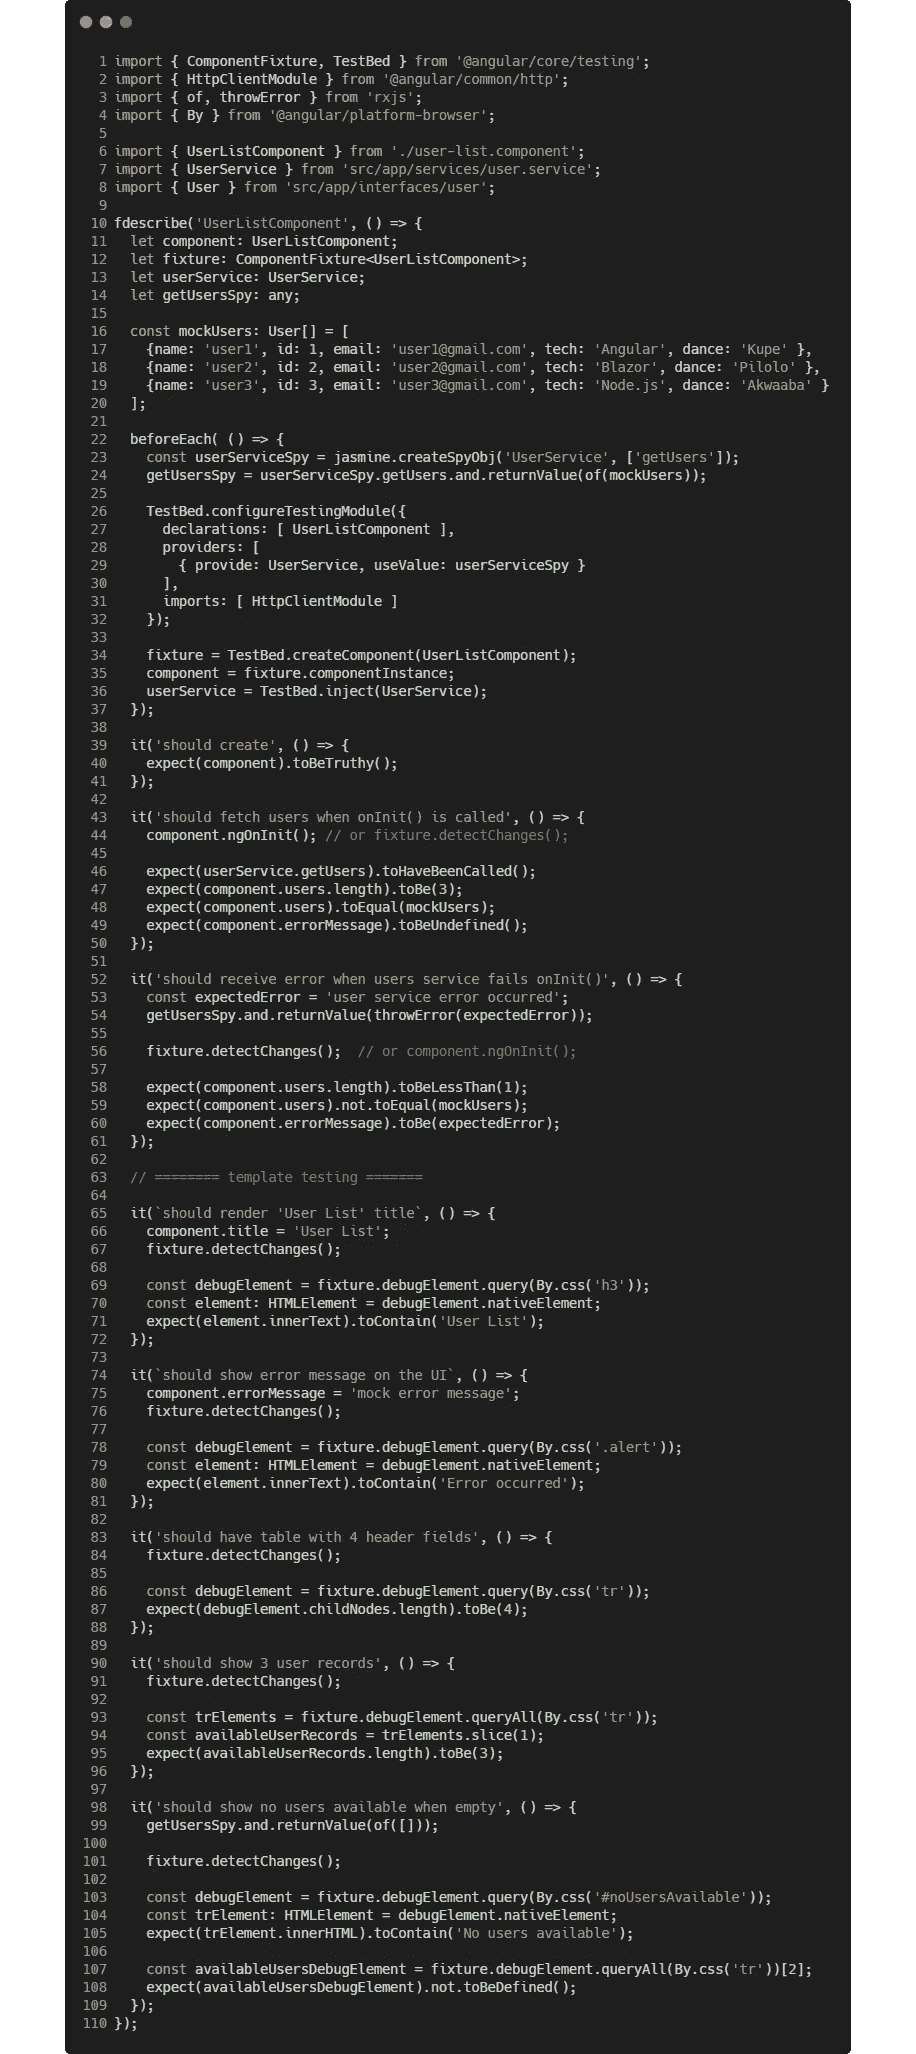 1 import { ComponentFixture, TestBed } from '@angular/core/testing';
2 import { HttpClientModule } from '@angular/common/http';
3 import { of, throwError } from 'rxjs';
4 import { By } from '@angular/platform-browser';
5
6 import { UserListComponent } from './user-list.component';
7 import { UserService } from 'src/app/services/user.service';
8 import { User } from 'src/app/interfaces/user';
9
10 fdescribe('UserListComponent', () => {
11   let component: UserListComponent;
12   let fixture: ComponentFixture<UserListComponent>;
13   let userService: UserService;
14   let getUsersSpy: any;
15
16   const mockUsers: User[] = [
17     {name: 'user1', id: 1, email: 'user1@gmail.com', tech: 'Angular', dance: 'Kupe' },
18     {name: 'user2', id: 2, email: 'user2@gmail.com', tech: 'Blazor', dance: 'Pilolo' },
19     {name: 'user3', id: 3, email: 'user3@gmail.com', tech: 'Node.js', dance: 'Akwaaba' }
20   ];
21
22   beforeEach( () => {
23     const userServiceSpy = jasmine.createSpyObj('UserService', ['getUsers']);
24     getUsersSpy = userServiceSpy.getUsers.and.returnValue(of(mockUsers));
25
26     TestBed.configureTestingModule({
27       declarations: [ UserListComponent ],
28       providers: [
29         { provide: UserService, useValue: userServiceSpy }
30       ],
31       imports: [ HttpClientModule ]
32     });
33
34     fixture = TestBed.createComponent(UserListComponent);
35     component = fixture.componentInstance;
36     userService = TestBed.inject(UserService);
37   });
38
39   it('should create', () => {
40     expect(component).toBeTruthy();
41   });
42
43   it('should fetch users when onInit() is called', () => {
44     component.ngOnInit(); // or fixture.detectChanges();
45
46     expect(userService.getUsers).toHaveBeenCalled();
47     expect(component.users.length).toBe(3);
48     expect(component.users).toEqual(mockUsers);
49     expect(component.errorMessage).toBeUndefined();
50   });
51
52   it('should receive error when users service fails onInit()', () => {
53     const expectedError = 'user service error occurred';
54     getUsersSpy.and.returnValue(throwError(expectedError));
55
56     fixture.detectChanges();  // or component.ngOnInit();
57
58     expect(component.users.length).toBeLessThan(1);
59     expect(component.users).not.toEqual(mockUsers);
60     expect(component.errorMessage).toBe(expectedError);
61   });
62
63   // ======== template testing =======
64
65   it(`should render 'User List' title`, () => {
66     component.title = 'User List';
67     fixture.detectChanges();
68
69     const debugElement = fixture.debugElement.query(By.css('h3'));
70     const element: HTMLElement = debugElement.nativeElement;
71     expect(element.innerText).toContain('User List');
72   });
73
74   it(`should show error message on the UI`, () => {
75     component.errorMessage = 'mock error message';
76     fixture.detectChanges();
77
78     const debugElement = fixture.debugElement.query(By.css('.alert'));
79     const element: HTMLElement = debugElement.nativeElement;
80     expect(element.innerText).toContain('Error occurred');
81   });
82
83   it('should have table with 4 header fields', () => {
84     fixture.detectChanges();
85
86     const debugElement = fixture.debugElement.query(By.css('tr'));
87     expect(debugElement.childNodes.length).toBe(4);
88   });
89
90   it('should show 3 user records', () => {
91     fixture.detectChanges();
92
93     const trElements = fixture.debugElement.queryAll(By.css('tr'));
94     const availableUserRecords = trElements.slice(1);
95     expect(availableUserRecords.length).toBe(3);
96   });
97
98   it('should show no users available when empty', () => {
99     getUsersSpy.and.returnValue(of([]));
100
101     fixture.detectChanges();
102
103     const debugElement = fixture.debugElement.query(By.css('#noUsersAvailable'));
104     const trElement: HTMLElement = debugElement.nativeElement;
105     expect(trElement.innerHTML).toContain('No users available');
106
107     const availableUsersDebugElement = fixture.debugElement.queryAll(By.css('tr'))[2];
108     expect(availableUsersDebugElement).not.toBeDefined();
109   });
110 });